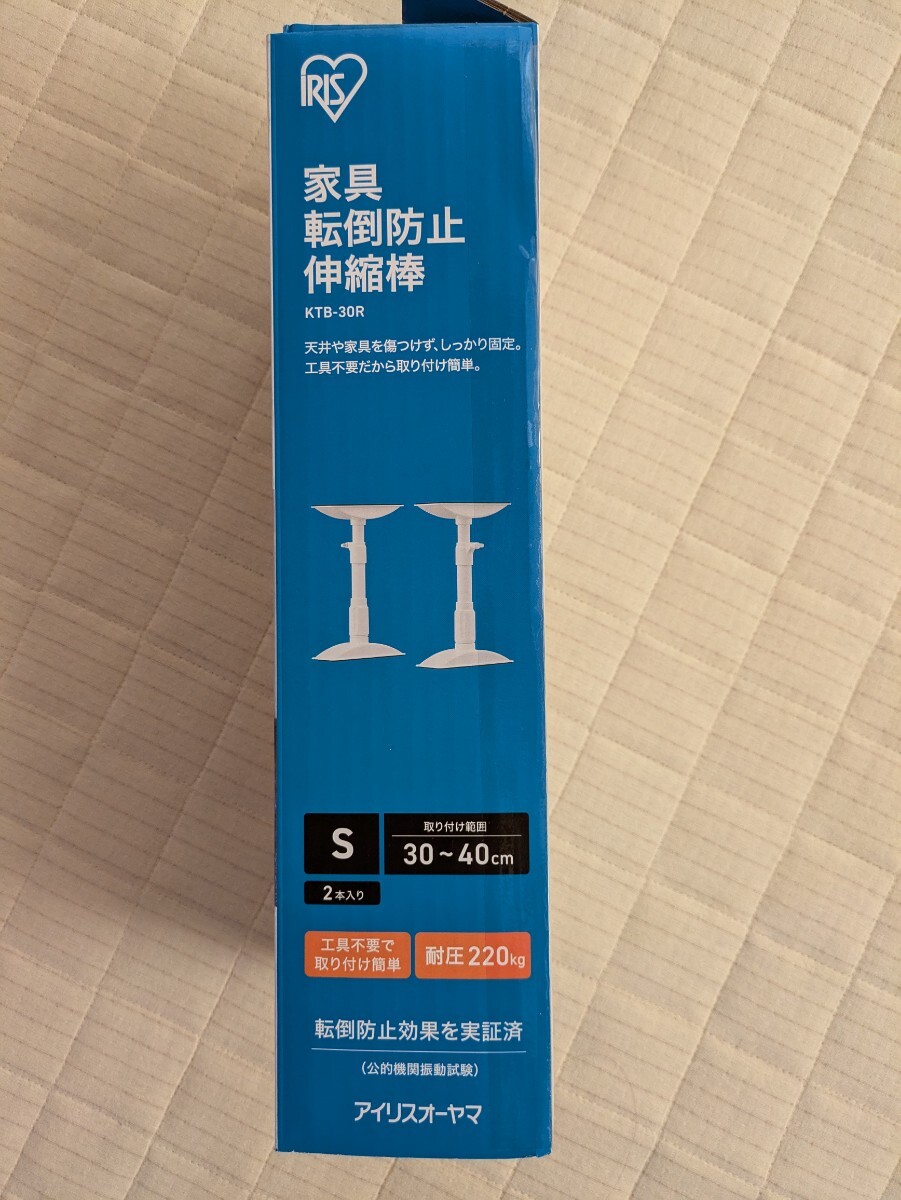 IRIS
家具
転倒防止
伸縮棒
KTB-30R
天井や家具を傷つけず、しっかり固定。
工具不要だから取り付け簡単。
S
取り付け範囲
30~40cm
2本入り
工具不要で
取り付け簡単
耐圧220kg
転倒防止効果を実証済
(公的機関振動試験)
アイリスオーヤマ